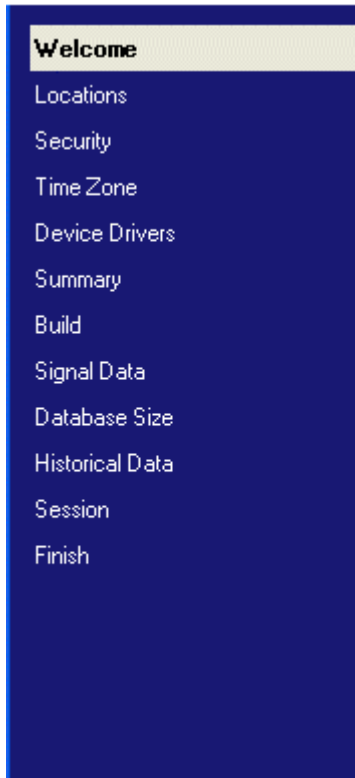 Welcome
Locations
Security
Time Zone
Device Drivers
Summary
Build
Signal Data
Database Size
Historical Data
Session
Finish